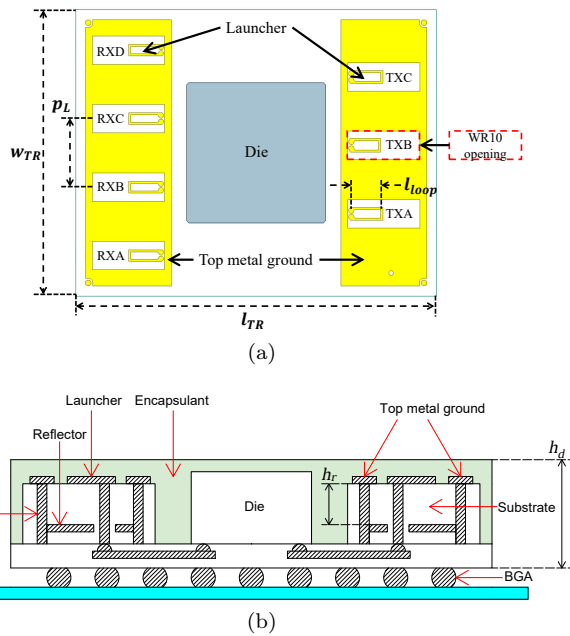 RXD
Launcher
TXC
p_L
RXC
w_TR
Die
TXB
WR10 opening
RXB
l_loop
TXA
RXA
Top metal ground
l_TR
(a)
Launcher
Encapsulant
Top metal ground
Reflector
h_d
h_r
Die
Substrate
BGA
(b)